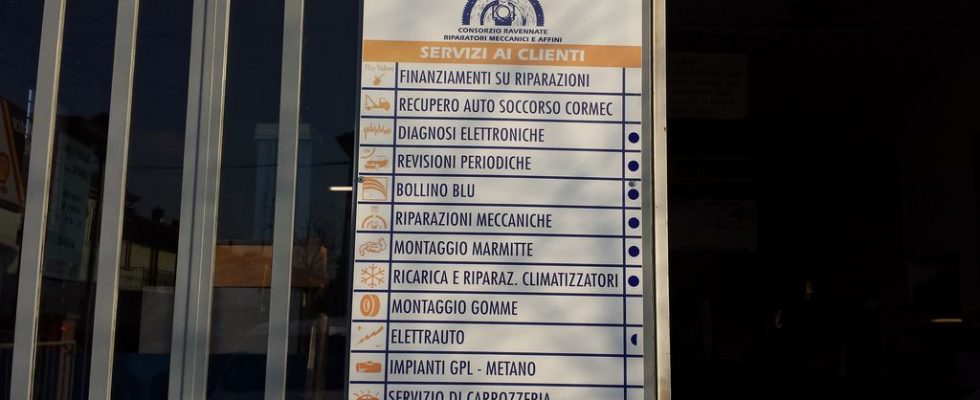 CONSORZIO RAVENNATE
RIPARATORI MECCANICI E AFFINI
SERVIZI AI CLIENTI
FINANZIAMENTI SU RIPARAZIONI
RECUPERO AUTO SOCCORSO CORMEC
DIAGNOSI ELETTRONICHE
REVISIONI PERIODICHE
BOLLINO BLU
RIPARAZIONI MECCANICHE
MONTAGGIO MARMITTE
RICARICA E RIPARAZ. CLIMATIZZATORI
MONTAGGIO GOMME
ELETTRAUTO
IMPIANTI GPL - METANO
SERVIZIO DI CARROZZERIA